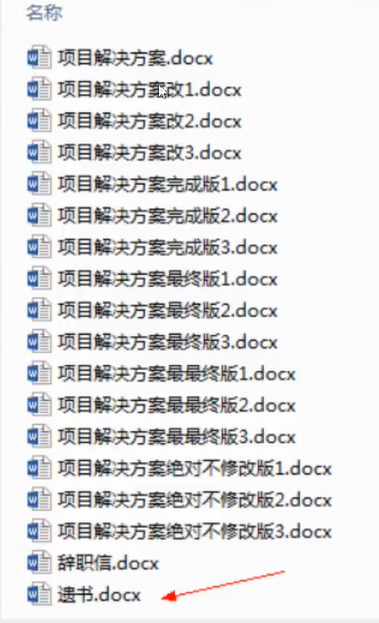 名称
项目解决方案.docx
项目解决方案改1.docx
项目解决方案改2.docx
项目解决方案改3.docx
项目解决方案完成版1.docx
项目解决方案完成版2.docx
项目解决方案完成版3.docx
项目解决方案最终版1.docx
项目解决方案最终版2.docx
项目解决方案最终版3.docx
项目解决方案最最终版1.docx
项目解决方案最最终版2.docx
项目解决方案最最终版3.docx
项目解决方案绝对不修改版1.docx
项目解决方案绝对不修改版2.docx
项目解决方案绝对不修改版3.docx
辞职信.docx
遗书.docx